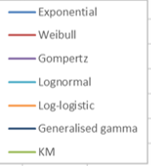 Exponential
Weibull
Gompertz
Lognormal
Log-logistic
Generalised gamma
KM